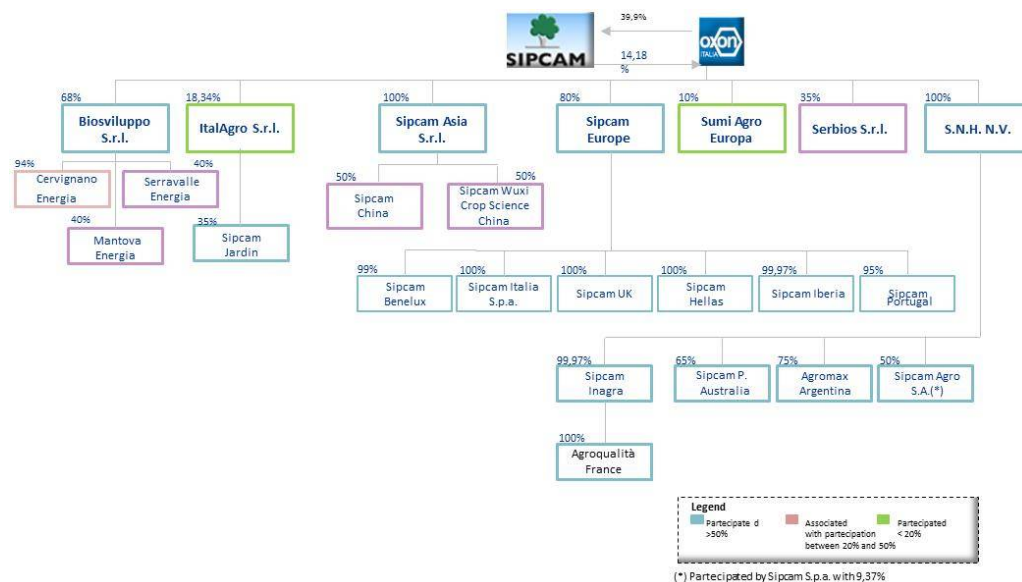 39,9%
SIPCAM
oxon
ITALIA
14,18
%
68%
18,34%
100%
80%
10%
35%
100%
Biosviluppo
S.r.l.
ItalAgro S.r.l.
Sipcam Asia
S.r.l.
Sipcam
Europe
Sumi Agro
Europa
Serbios S.r.l.
S.N.H. N.V.
94%
Cervignano
Energia
40%
Serravalle
Energia
40%
Mantova
Energia
35%
Sipcam
Jardin
50%
Sipcam
China
50%
Sipcam Wuxi
Crop Science
China
99%
Sipcam
Benelux
100%
Sipcam Italia
S.p.a.
100%
Sipcam UK
100%
Sipcam
Hellas
99,97%
Sipcam Iberia
95%
Sipcam
Portugal
99,97%
Sipcam
Inagra
65%
Sipcam P.
Australia
75%
Agromax
Argentina
50%
Sipcam Agro
S.A.(*)
100%
Agroqualità
France
Legend
Partecipate d
>50%
Associated
with partecipation
between 20% and 50%
Partecipated
< 20%
(*) Partecipated by Sipcam S.p.a. with 9,37%